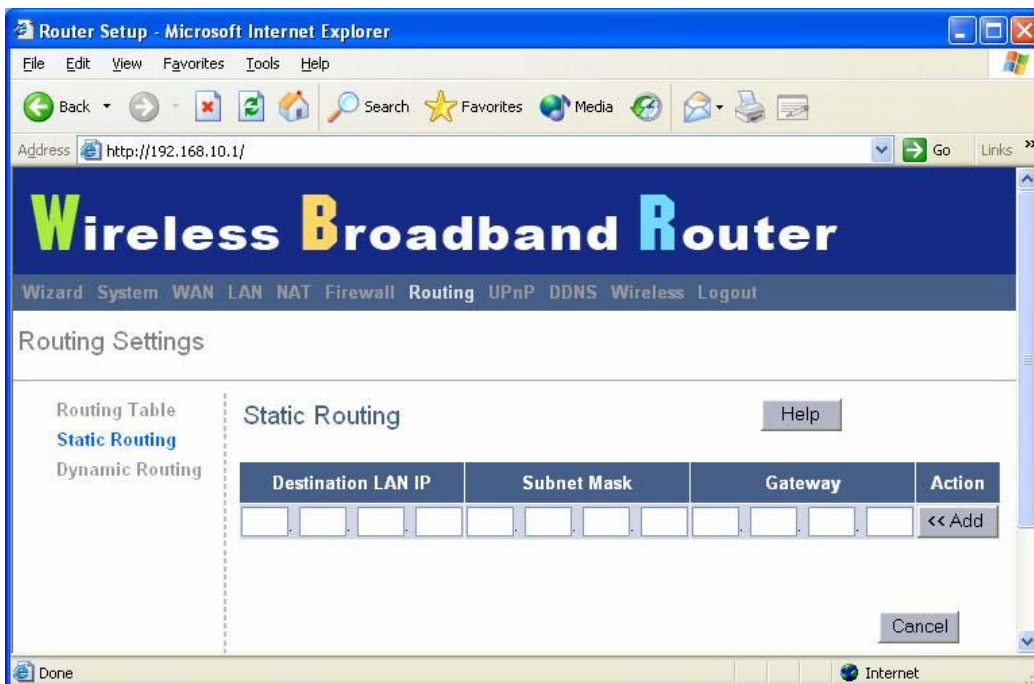 Router Setup - Microsoft Internet Explorer
File Edit View Favorites Tools Help
Back Search Favorites Media
Address http://192.168.10.1/ Go Links »
Wireless Broadband Router
Wizard System WAN LAN NAT Firewall Routing UPnP DDNS Wireless Logout
Routing Settings
Routing Table
Static Routing
Dynamic Routing
Static Routing Help
Destination LAN IP Subnet Mask Gateway Action
. . . . . . . . . << Add
Cancel
Done Internet